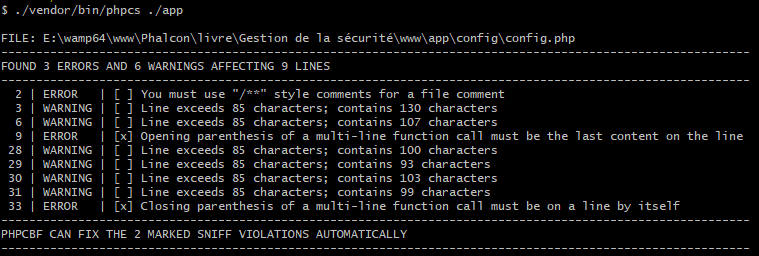 $ ./vendor/bin/phpcs ./app
FILE: E:\wamp64\www\Phalcon\livre\Gestion de la sécurité\www\app\config\config.php
--------------------------------------------------------------------------------------------------------------
FOUND 3 ERRORS AND 6 WARNINGS AFFECTING 9 LINES
--------------------------------------------------------------------------------------------------------------
  2 | ERROR   | [ ] You must use "/**" style comments for a file comment
  3 | WARNING | [ ] Line exceeds 85 characters; contains 130 characters
  6 | WARNING | [ ] Line exceeds 85 characters; contains 107 characters
  9 | ERROR   | [x] Opening parenthesis of a multi-line function call must be the last content on the line
 28 | WARNING | [ ] Line exceeds 85 characters; contains 100 characters
 29 | WARNING | [ ] Line exceeds 85 characters; contains 93 characters
 30 | WARNING | [ ] Line exceeds 85 characters; contains 103 characters
 31 | WARNING | [ ] Line exceeds 85 characters; contains 99 characters
 33 | ERROR   | [x] Closing parenthesis of a multi-line function call must be on a line by itself
--------------------------------------------------------------------------------------------------------------
PHPCBF CAN FIX THE 2 MARKED SNIFF VIOLATIONS AUTOMATICALLY
--------------------------------------------------------------------------------------------------------------